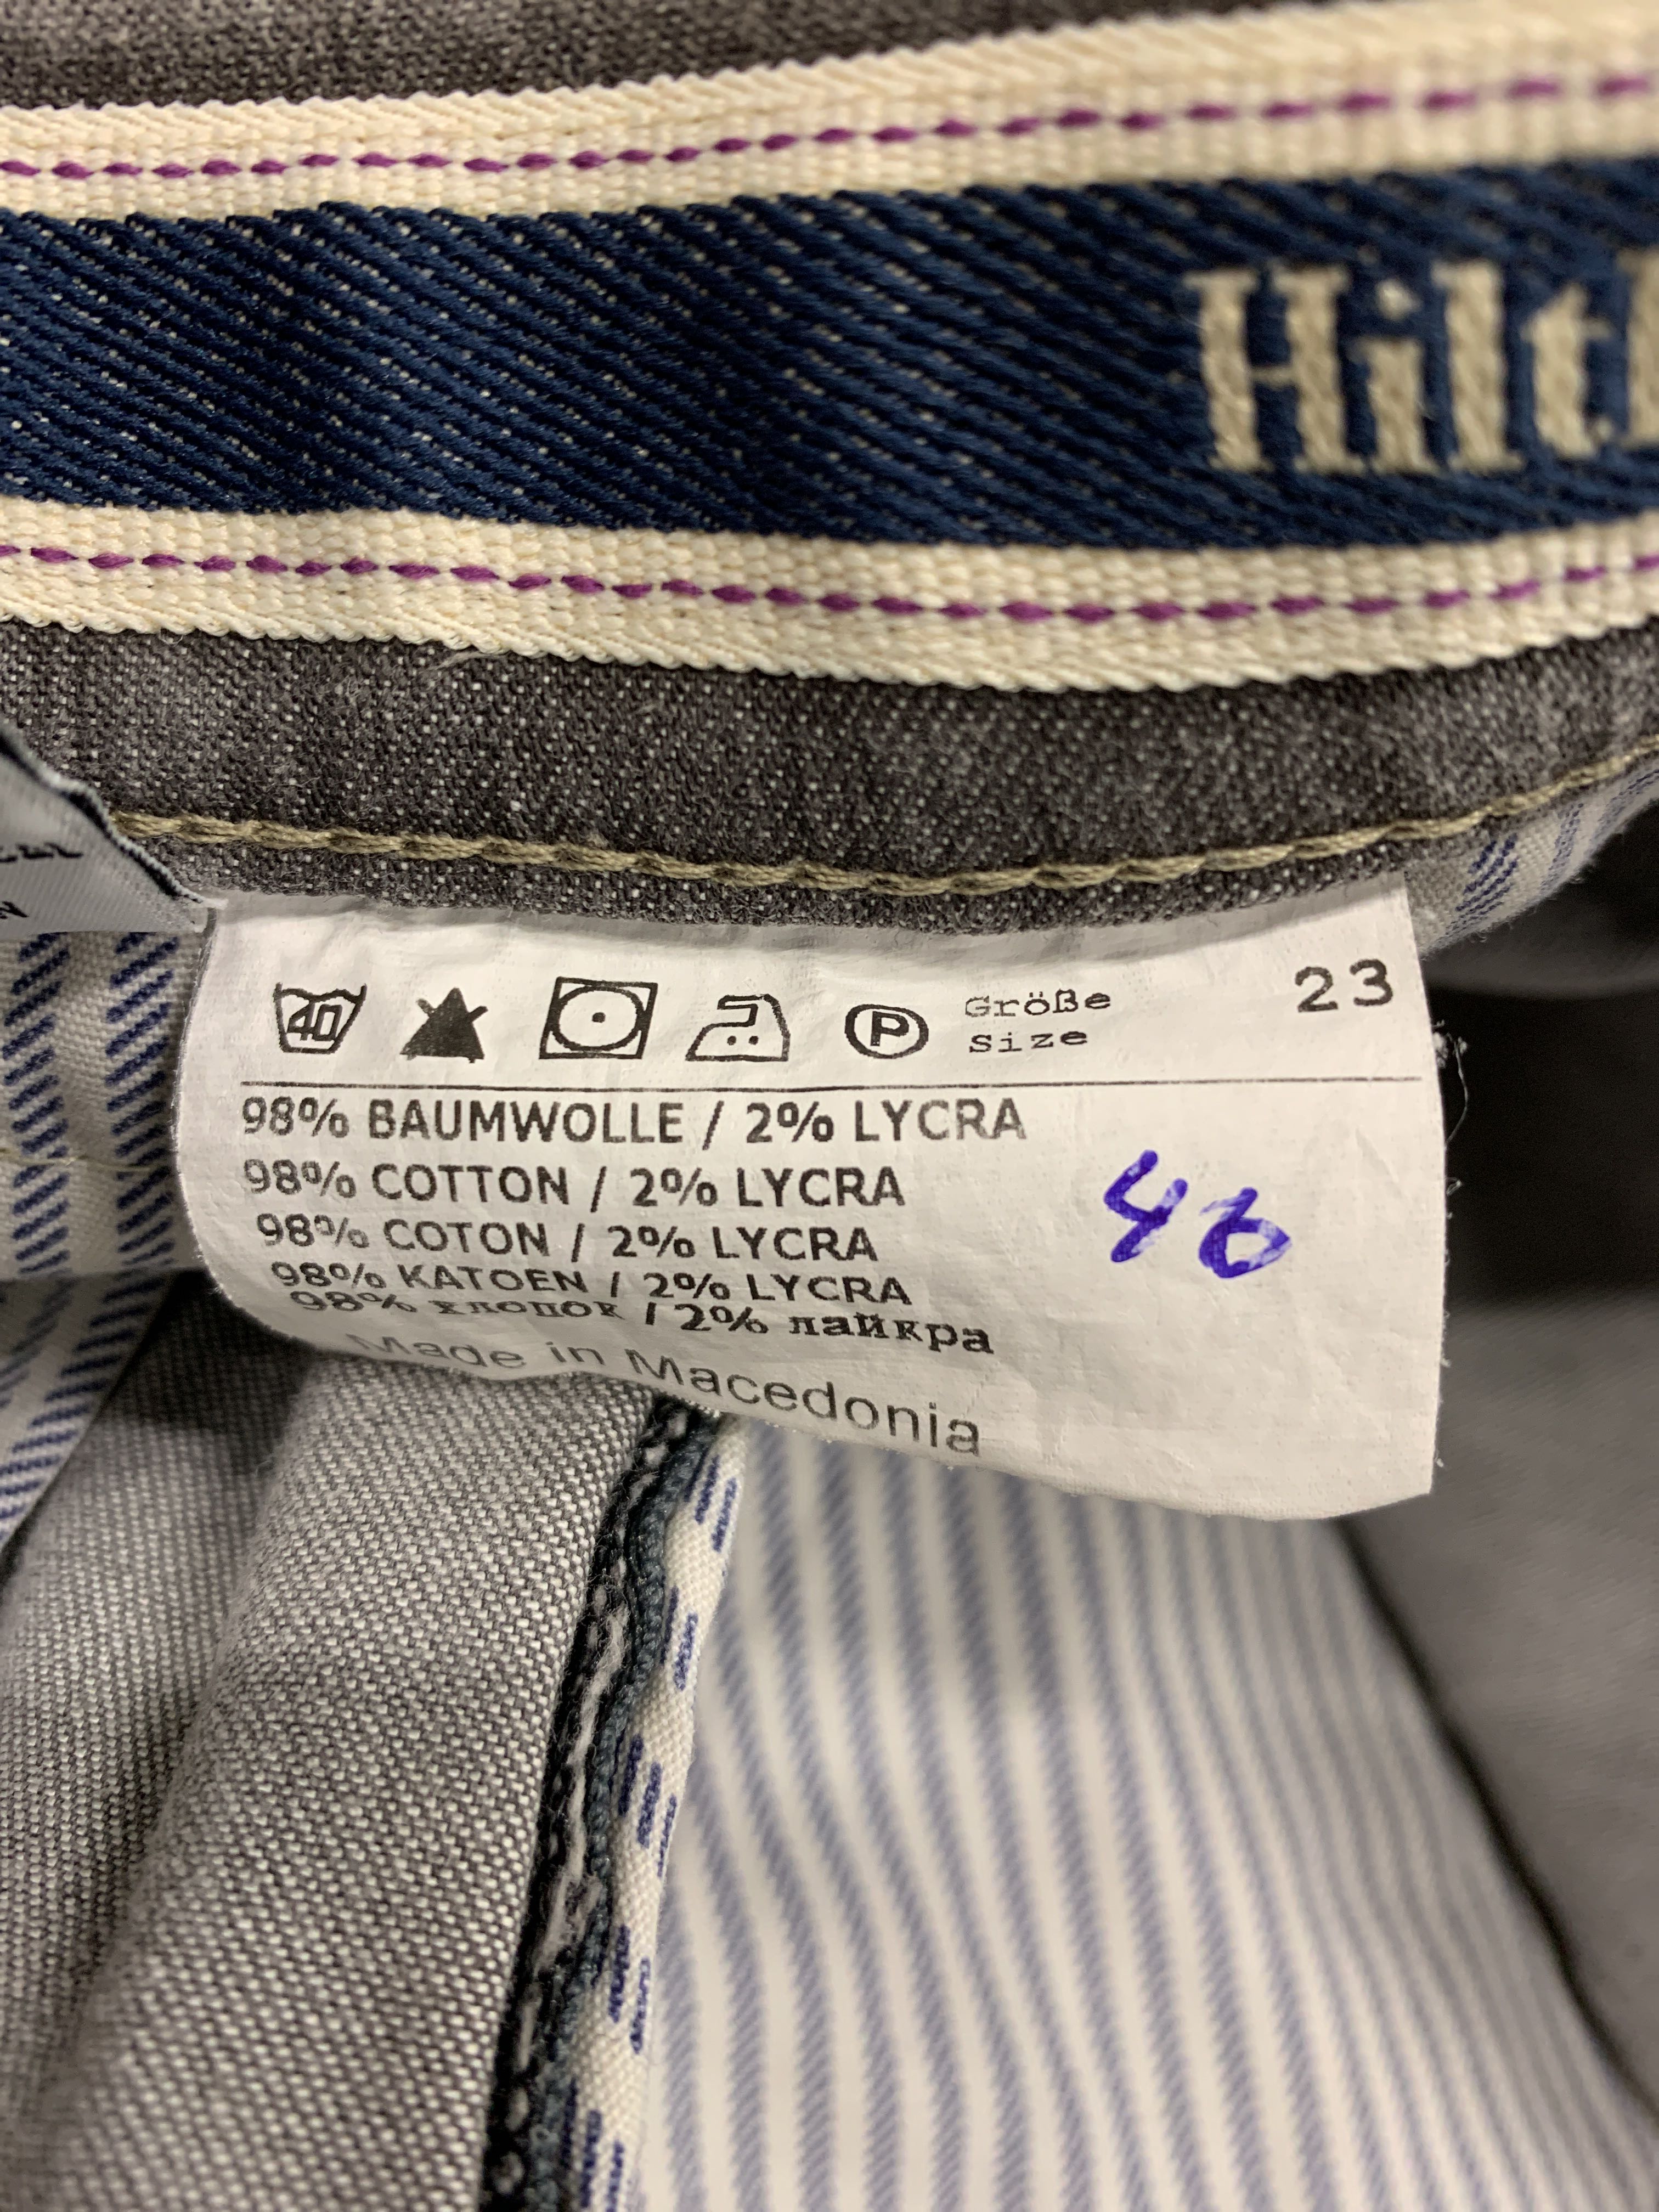 Hilt
40 P Größe 23
Size
98% BAUMWOLLE / 2% LYCRA
98% COTTON / 2% LYCRA
46
98% COTON / 2% LYCRA
98% KATOEN / 2% LYCRA
98% хлопок / 2% лайкра
Made in Macedonia